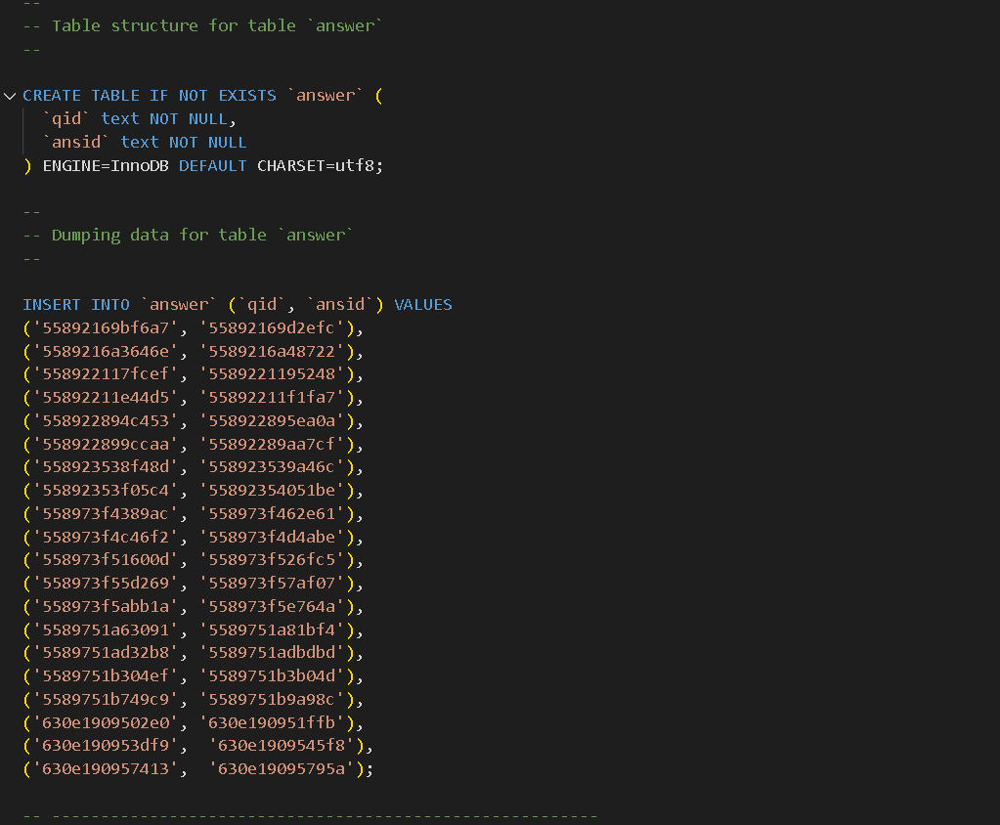 --
-- Table structure for table `answer`
--
CREATE TABLE IF NOT EXISTS `answer` (
`qid` text NOT NULL,
`ansid` text NOT NULL
) ENGINE=InnoDB DEFAULT CHARSET=utf8;
--
-- Dumping data for table `answer`
--
INSERT INTO `answer` (`qid`, `ansid`) VALUES
('55892169bf6a7', '55892169d2efc'),
('5589216a3646e', '5589216a48722'),
('558922117fcef', '5589221195248'),
('55892211e44d5', '55892211f1fa7'),
('558922894c453', '558922895ea0a'),
('558922899ccaa', '55892289aa7cf'),
('558923538f48d', '558923539a46c'),
('55892353f05c4', '55892354051be'),
('558973f4389ac', '558973f462e61'),
('558973f4c46f2', '558973f4d4abe'),
('558973f51600d', '558973f526fc5'),
('558973f55d269', '558973f57af07'),
('558973f5abb1a', '558973f5e764a'),
('5589751a63091', '5589751a81bf4'),
('5589751ad32b8', '5589751adbdbd'),
('5589751b304ef', '5589751b3b04d'),
('5589751b749c9', '5589751b9a98c'),
('630e1909502e0', '630e190951ffb'),
('630e190953df9',  '630e1909545f8'),
('630e190957413',  '630e19095795a');
-- --------------------------------------------------------